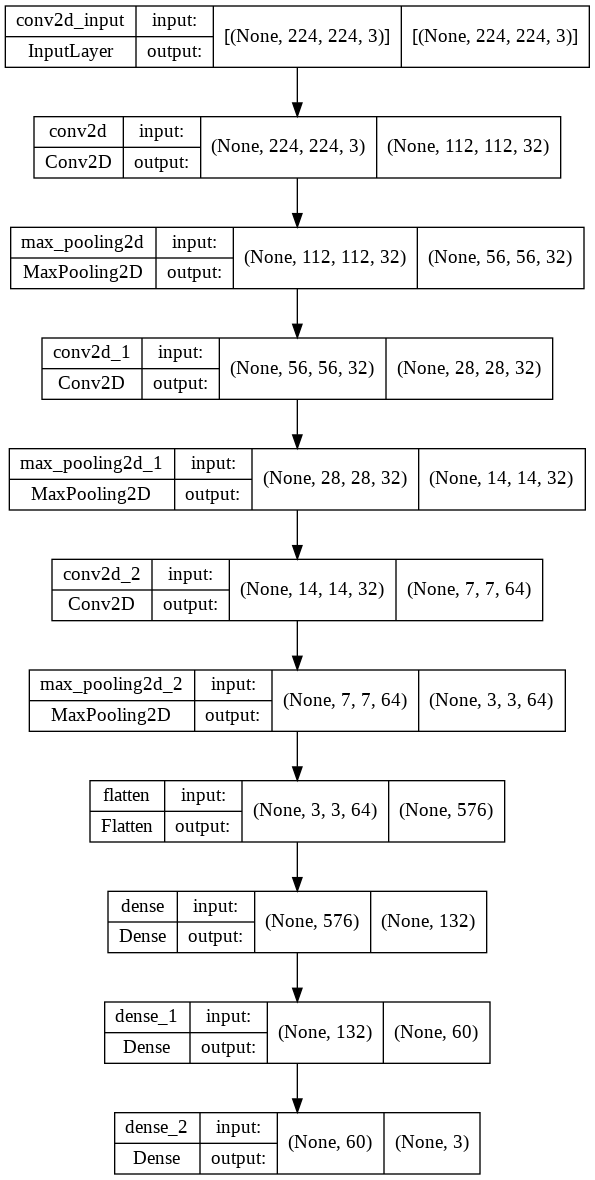 conv2d_input input: [(None, 224, 224, 3)] [(None, 224, 224, 3)]
InputLayer output:
conv2d input: (None, 224, 224, 3) (None, 112, 112, 32)
Conv2D output:
max_pooling2d input: (None, 112, 112, 32) (None, 56, 56, 32)
MaxPooling2D output:
conv2d_1 input: (None, 56, 56, 32) (None, 28, 28, 32)
Conv2D output:
max_pooling2d_1 input: (None, 28, 28, 32) (None, 14, 14, 32)
MaxPooling2D output:
conv2d_2 input: (None, 14, 14, 32) (None, 7, 7, 64)
Conv2D output:
max_pooling2d_2 input: (None, 7, 7, 64) (None, 3, 3, 64)
MaxPooling2D output:
flatten input: (None, 3, 3, 64) (None, 576)
Flatten output:
dense input: (None, 576) (None, 132)
Dense output:
dense_1 input: (None, 132) (None, 60)
Dense output:
dense_2 input: (None, 60) (None, 3)
Dense output: